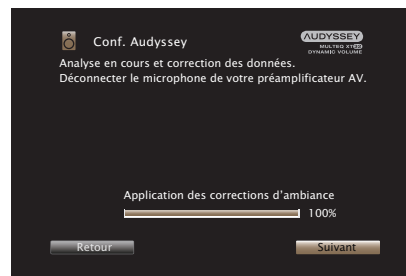 Conf. Audyssey
AUDYSSEY
MULTEQ XT32
DYNAMIC VOLUME
Analyse en cours et correction des données.
Déconnecter le microphone de votre préamplificateur AV.
Application des corrections d'ambiance
100%
Retour
Suivant